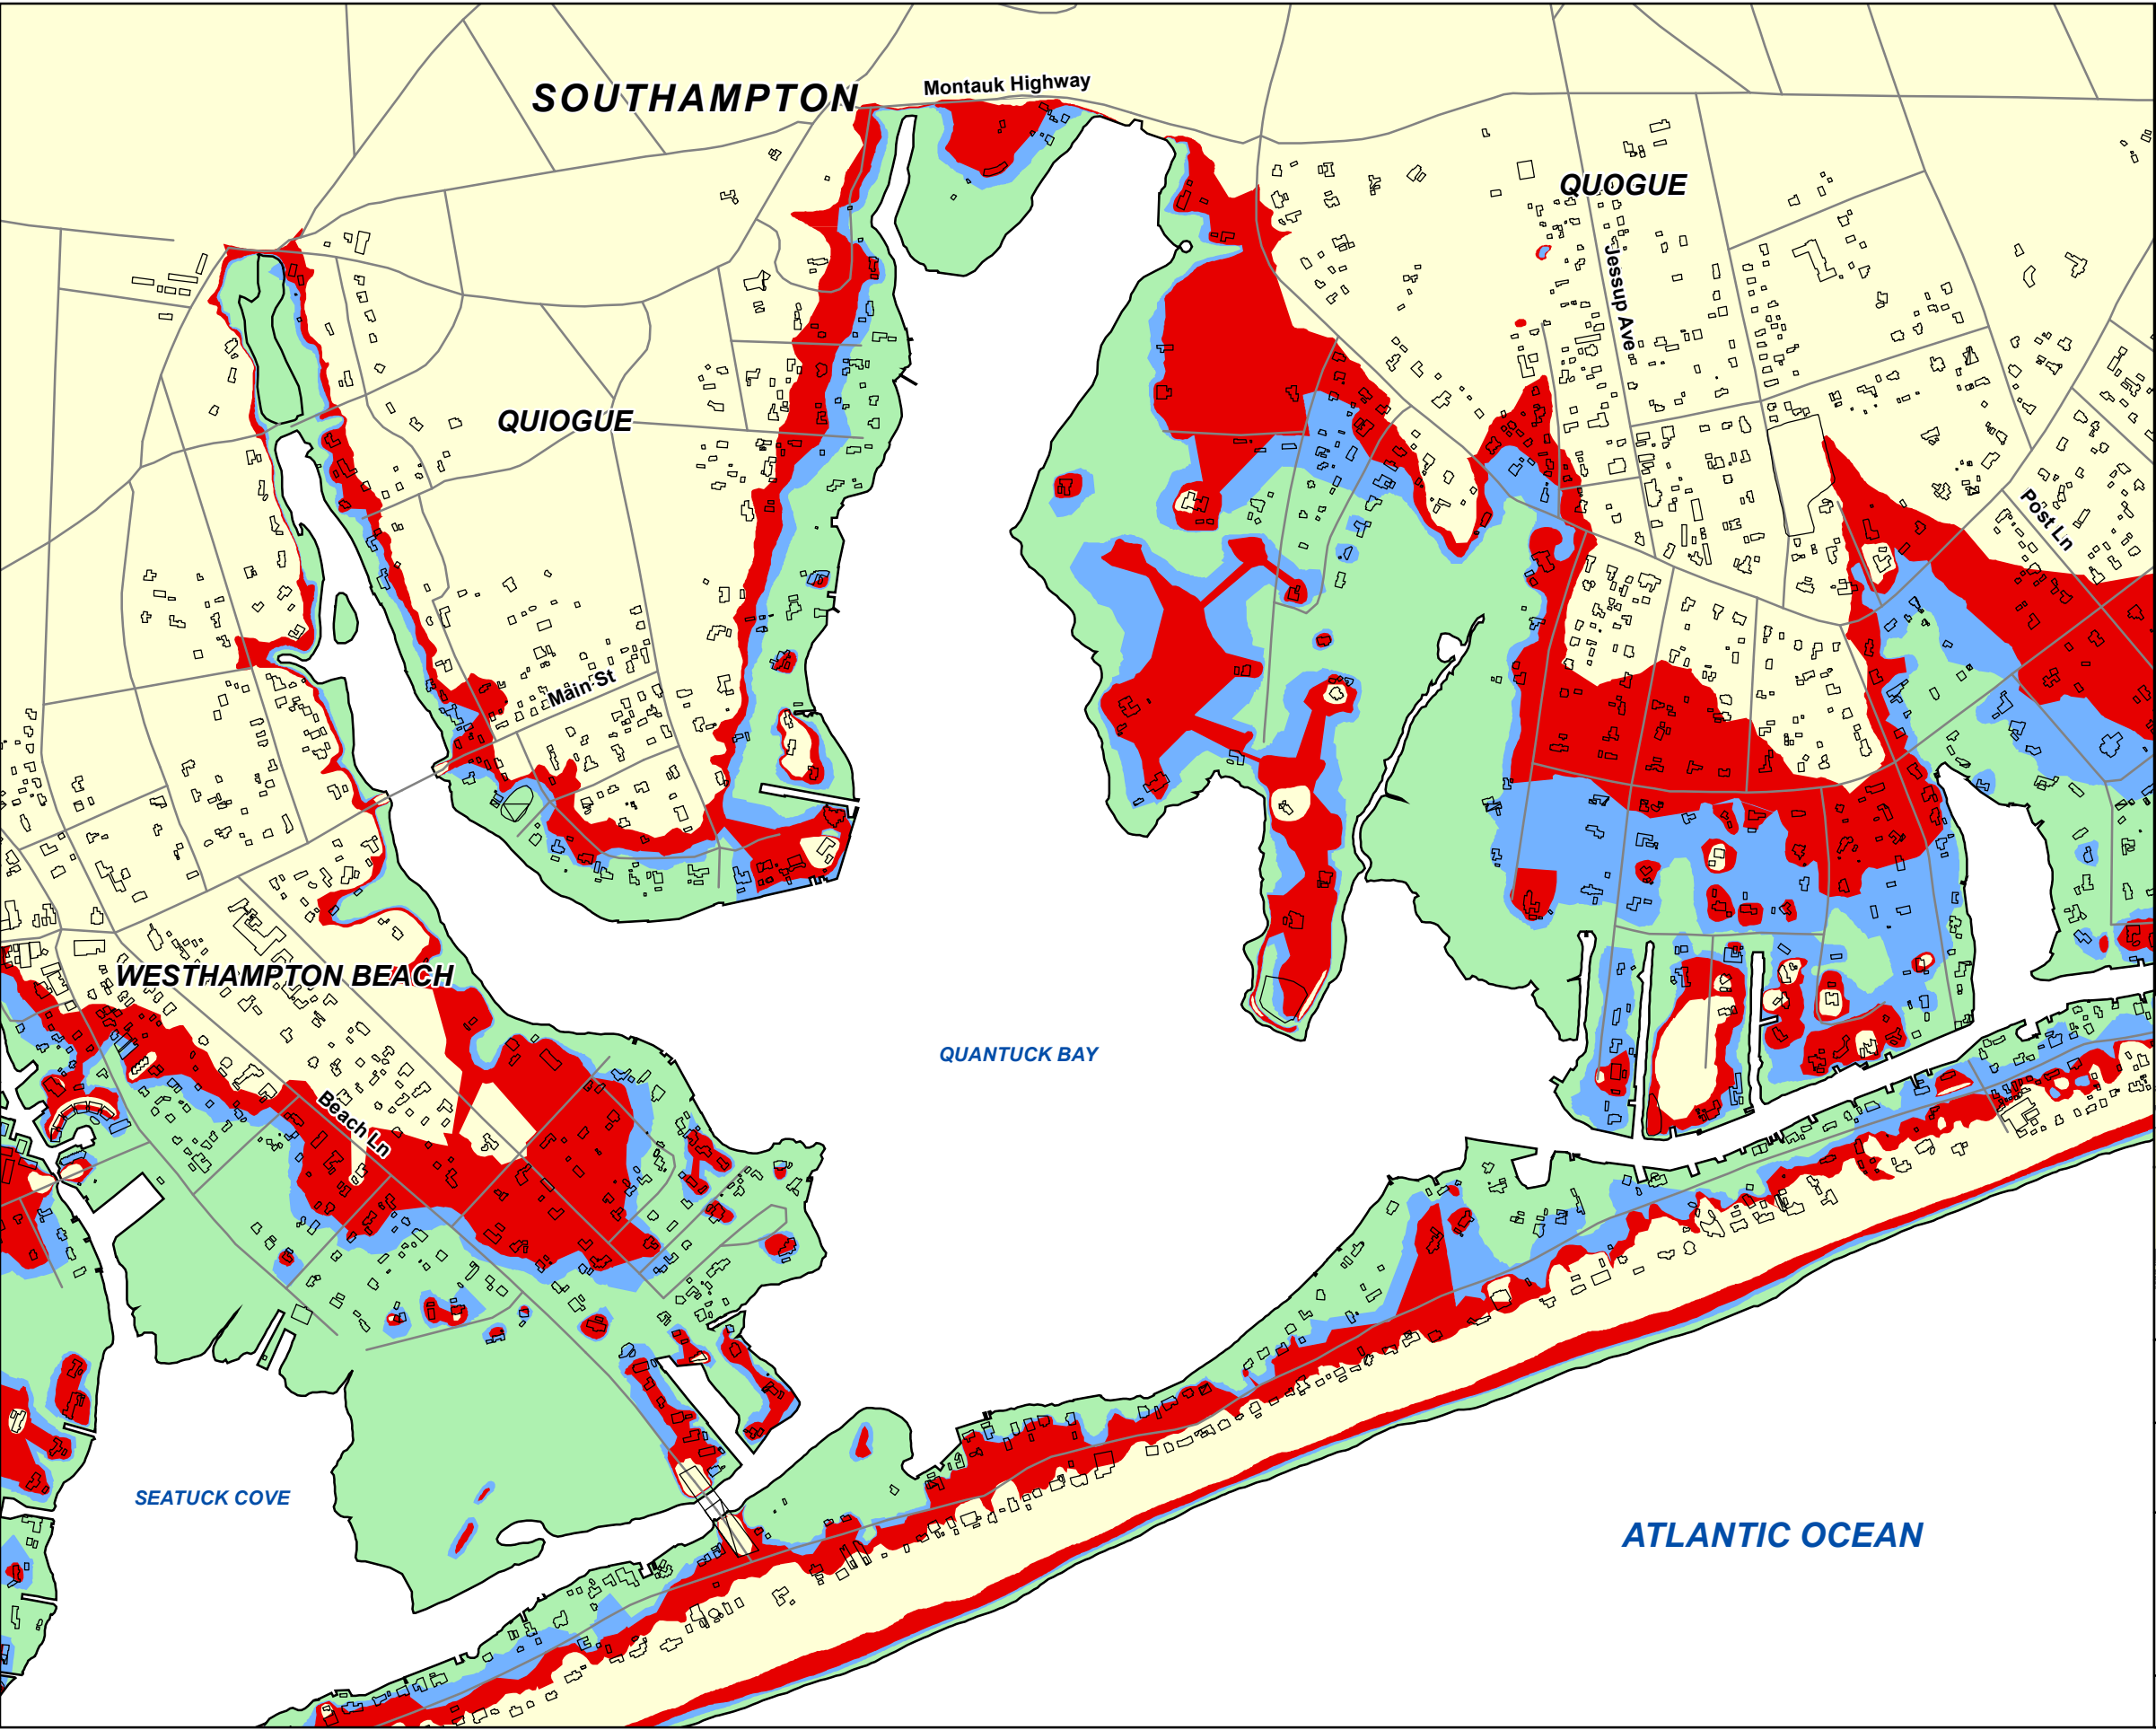 Montauk Highway
SOUTHAMPTON
QUOGUE
Jessup Ave
QUIOGUE
Post Ln
Main St
WESTHAMPTON BEACH
QUANTUCK BAY
Beach Ln
SEATUCK COVE
ATLANTIC OCEAN